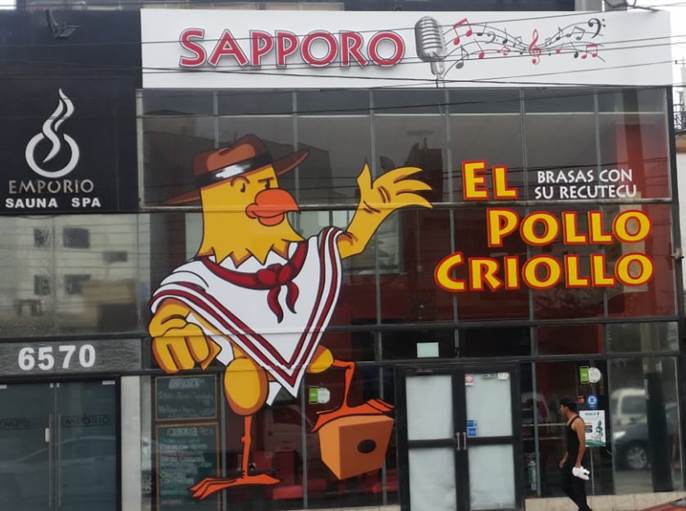 SAPPORO
EMPORIO
SAUNA SPA
EL
BRASAS CON
SU RECUTECU
POLLO
CRIOLLO
6570